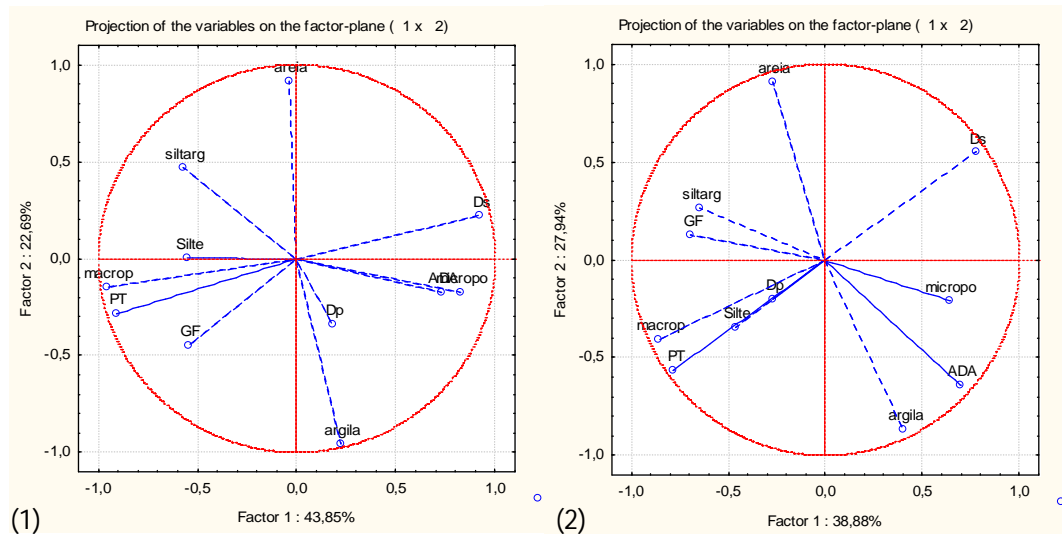 Projection of the variables on the factor-plane ( 1 x 2)
1,0
areia
0,5
siltarg
Ds
Silte
0,0
macrop
ADA
micropo
PT
Dp
GF
-0,5
argila
-1,0
-1,0
-0,5
0,0
0,5
1,0
Factor 2 : 22,69%
Factor 1 : 43,85%
(1)
Projection of the variables on the factor-plane ( 1 x 2)
1,0
areia
Ds
0,5
siltarg
GF
0,0
Dp
micropo
Silte
macrop
PT
ADA
-0,5
argila
-1,0
-1,0
-0,5
0,0
0,5
1,0
Factor 2 : 27,94%
Factor 1 : 38,88%
(2)